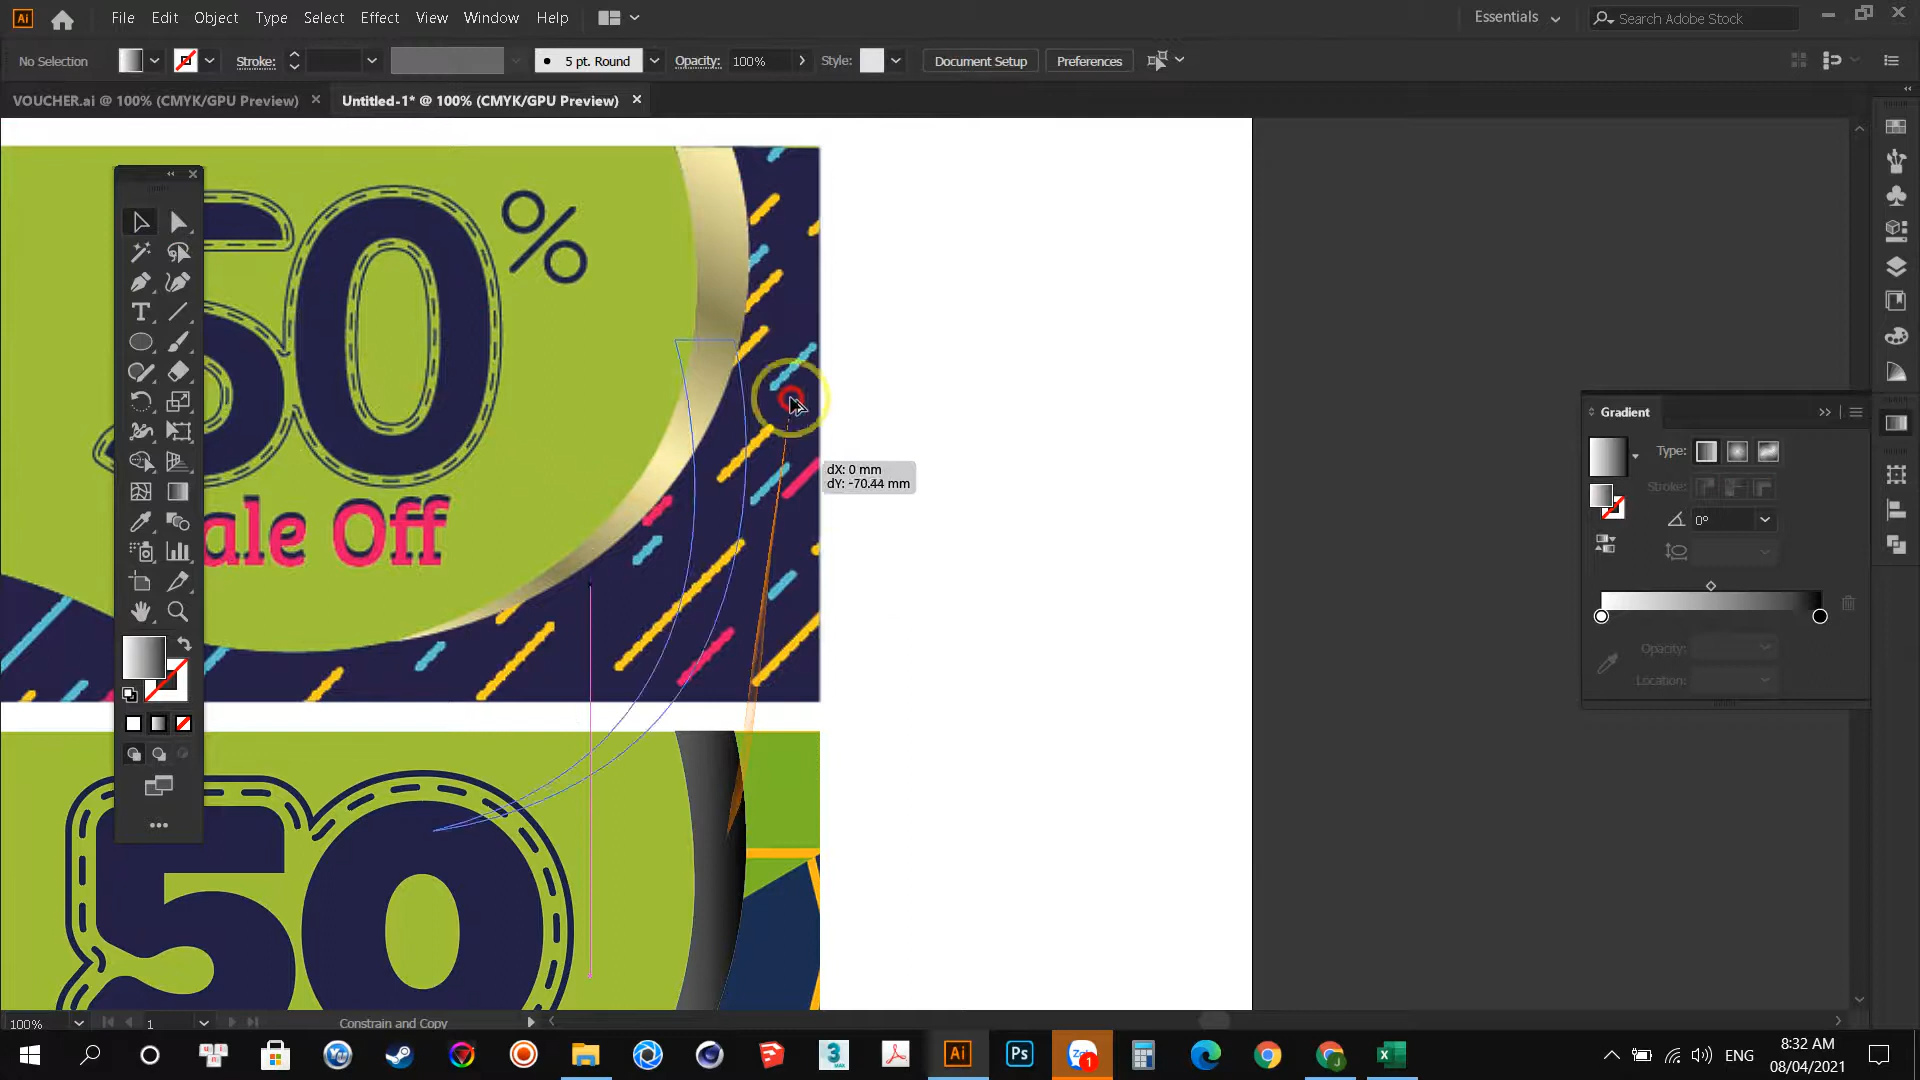 Ai File Edit Object Type Select Effect View Window Help Essentials Search Adobe Stock
No Selection Stroke: 5 pt. Round Opacity: 100% Style: Document Setup Preferences
VOUCHER.ai @ 100% (CMYK/GPU Preview) Untitled-1* @ 100% (CMYK/GPU Preview)
50%
ale Off
dX: 0 mm
dY: -70.44 mm
Gradient
Type:
Stroke:
0°
Opacity:
Location:
50
100% 1 Constrain and Copy
Ai Ps 1 ENG
8:32 AM
08/04/2021